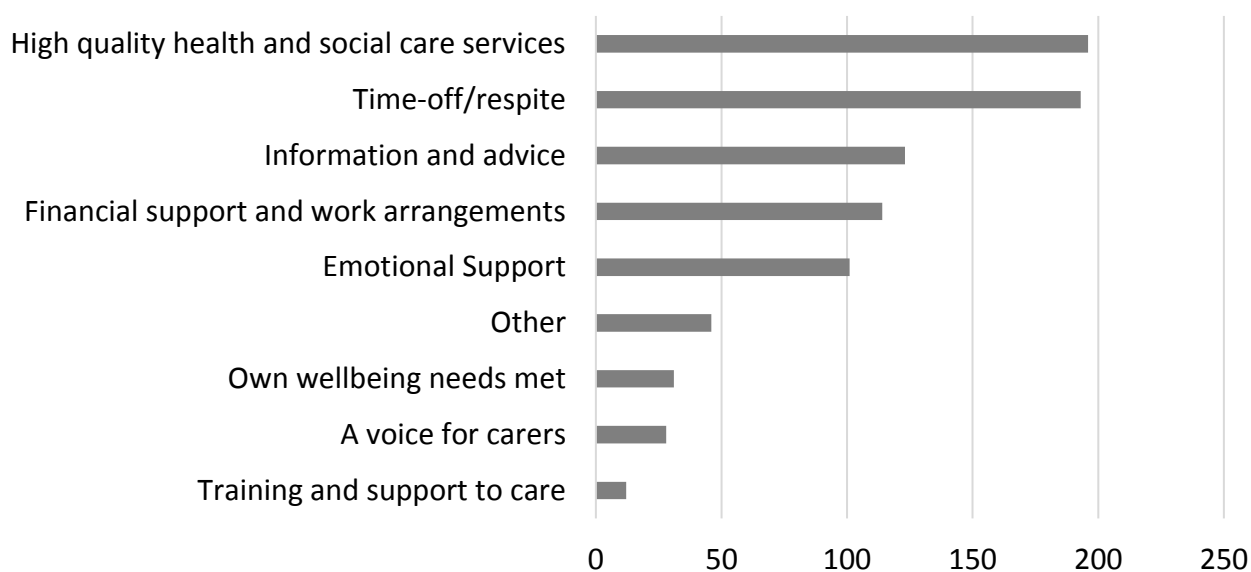 High quality health and social care services
Time-off/respite
Information and advice
Financial support and work arrangements
Emotional Support
Other
Own wellbeing needs met
A voice for carers
Training and support to care
0 50 100 150 200 250